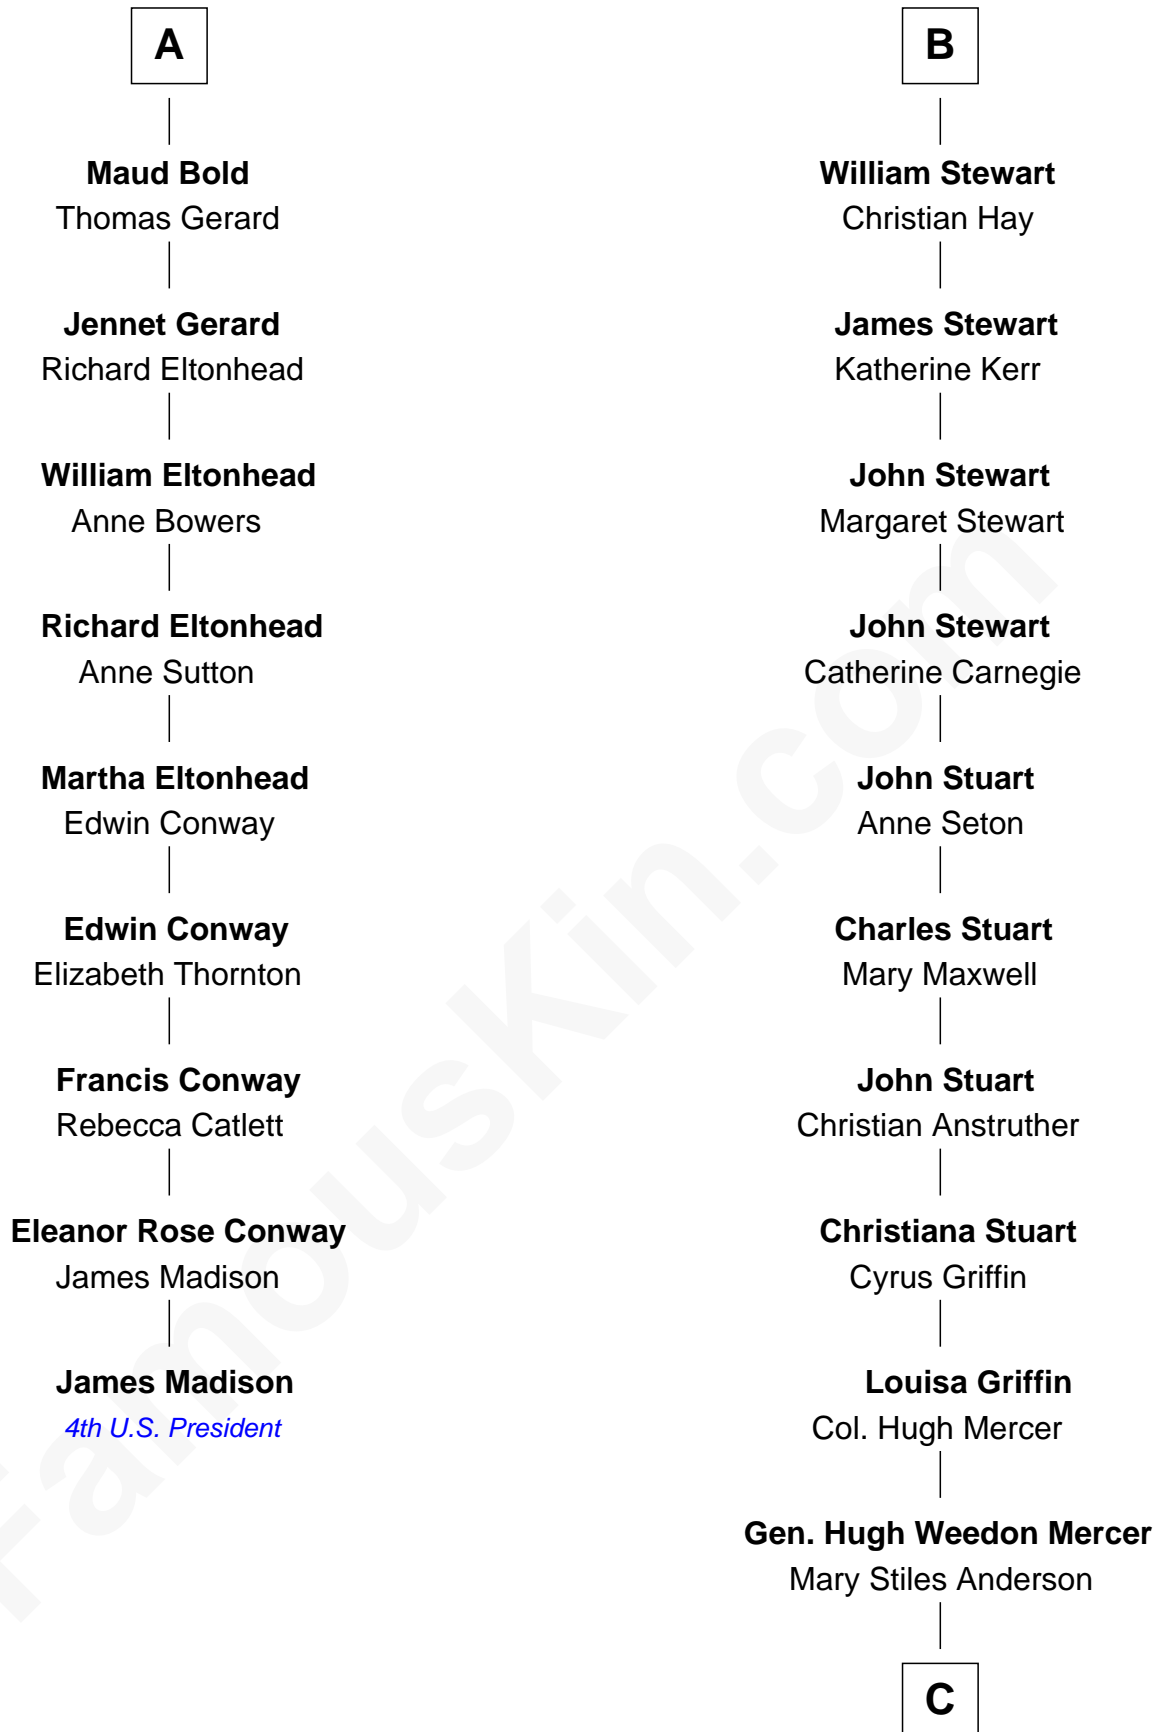 A
Maud Bold
Thomas Gerard
Jennet Gerard
Richard Eltonhead
William Eltonhead
Anne Bowers
Richard Eltonhead
Anne Sutton
Martha Eltonhead
Edwin Conway
Edwin Conway
Elizabeth Thornton
Francis Conway
Rebecca Catlett
Eleanor Rose Conway
James Madison
James Madison
4th U.S. President
B
William Stewart
Christian Hay
James Stewart
Katherine Kerr
John Stewart
Margaret Stewart
John Stewart
Catherine Carnegie
John Stuart
Anne Seton
Charles Stuart
Mary Maxwell
John Stuart
Christian Anstruther
Christiana Stuart
Cyrus Griffin
Louisa Griffin
Col. Hugh Mercer
Gen. Hugh Weedon Mercer
Mary Stiles Anderson
C
FamousKin.com